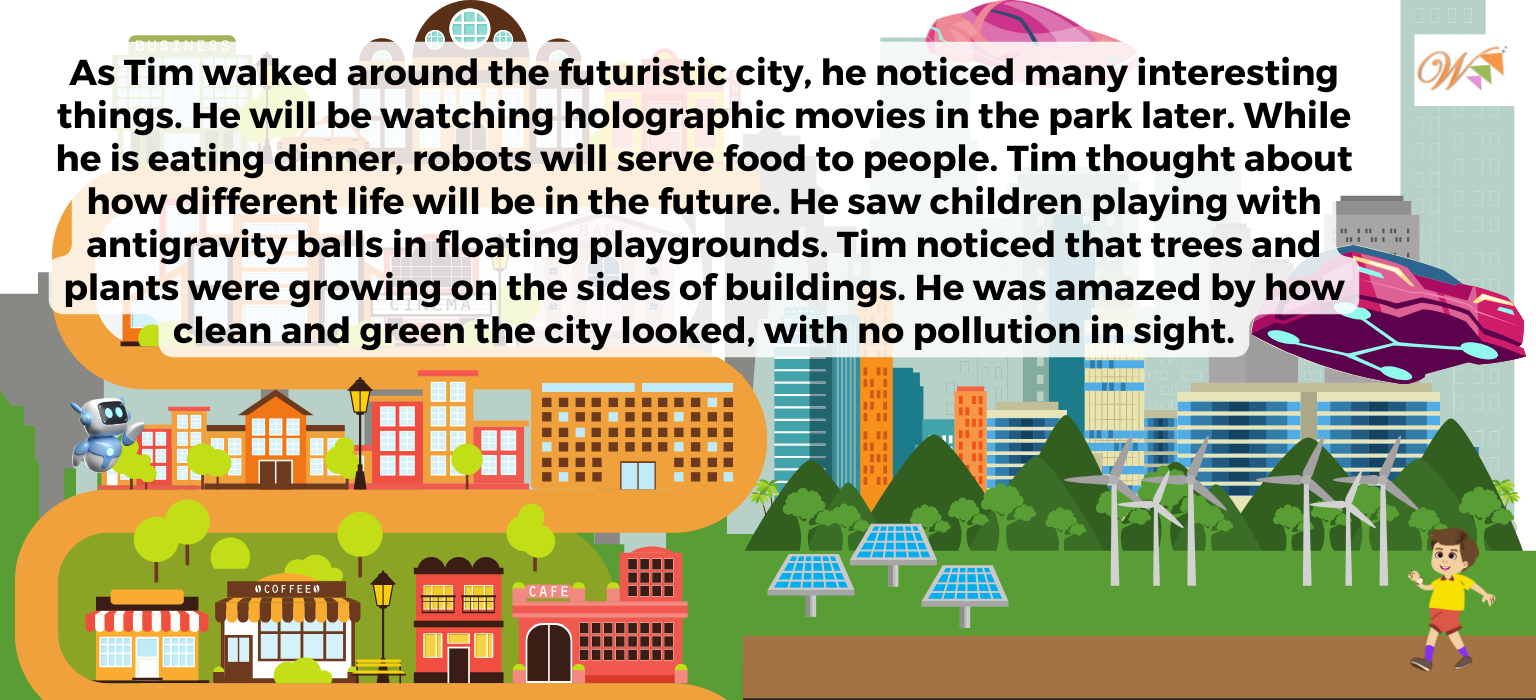 BUSINESS
As Tim walked around the futuristic city, he noticed many interesting
things. He will be watching holographic movies in the park later. While
he is eating dinner, robots will serve food to people. Tim thought about
how different life will be in the future. He saw children playing with
antigravity balls in floating playgrounds. Tim noticed that trees and
plants were growing on the sides of buildings. He was amazed by how
clean and green the city looked, with no pollution in sight.
BANK
CINEMA
COFFEE
CAFE
W